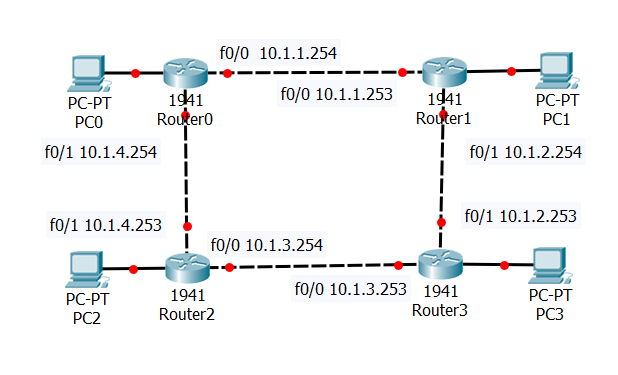 f0/0 10.1.1.254
f0/0 10.1.1.253
PC-PT
PC0
1941
Router0
1941
Router1
PC-PT
PC1
f0/1 10.1.4.254
f0/1 10.1.2.254
f0/1 10.1.4.253
f0/1 10.1.2.253
f0/0 10.1.3.254
f0/0 10.1.3.253
PC-PT
PC2
1941
Router2
1941
Router3
PC-PT
PC3